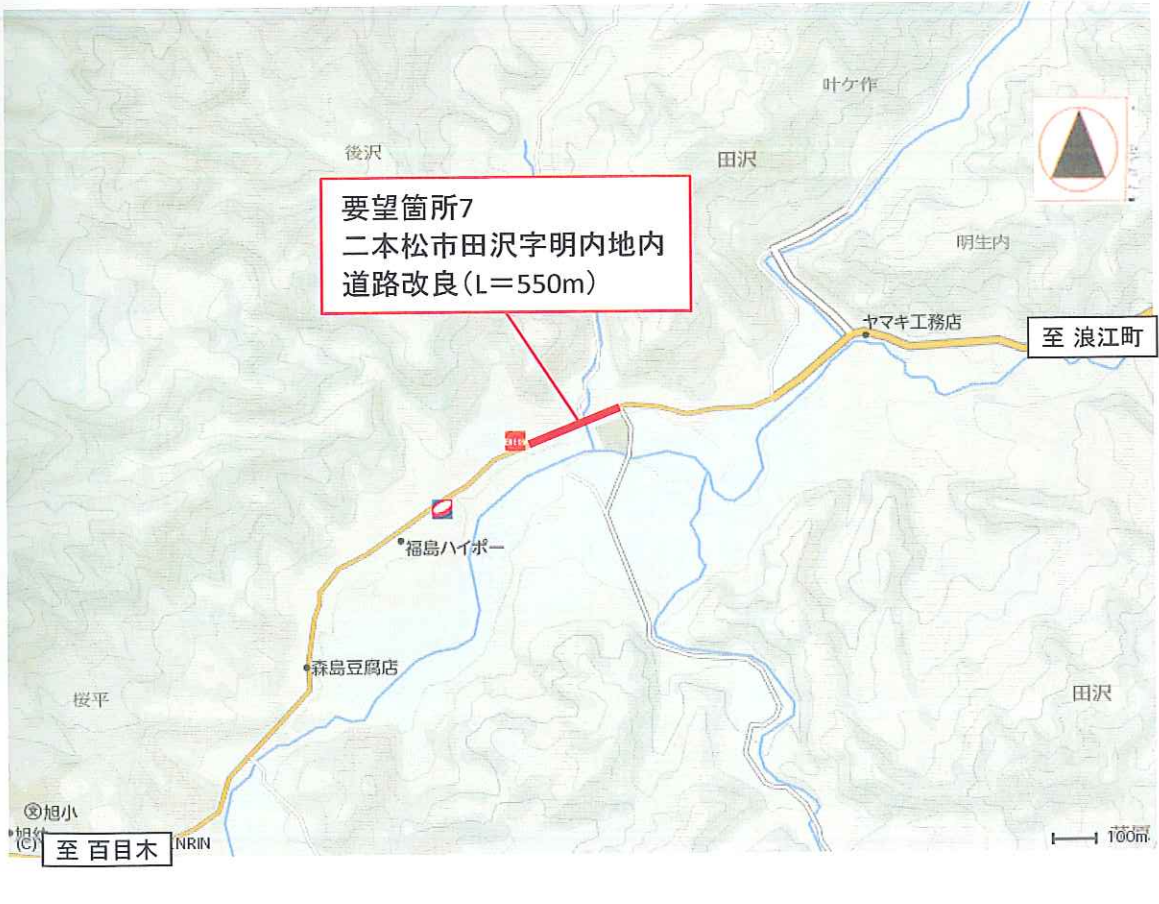 叶ケ作
後沢
田沢
要望箇所7
二本松市田沢字明内地内
道路改良(L=550m)
明生内
ヤマキ工務店
至 浪江町
福島ハイポー
森島豆腐店
桜平
田沢
旭小
(C)
至 百目木
NRIN
100m